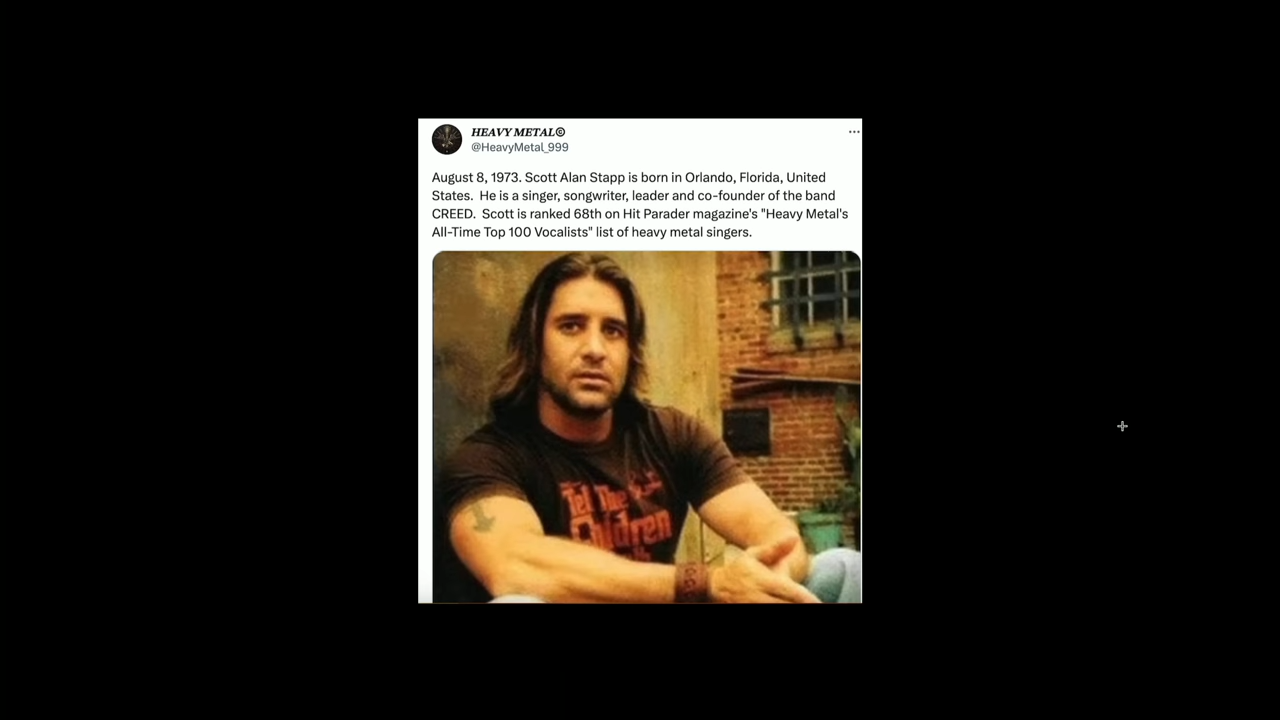 HEAVY METAL©
@HeavyMetal_999
August 8, 1973. Scott Alan Stapp is born in Orlando, Florida, United
States. He is a singer, songwriter, leader and co-founder of the band
CREED. Scott is ranked 68th on Hit Parader magazine's "Heavy Metal's
All-Time Top 100 Vocalists" list of heavy metal singers.
Tel The
Children